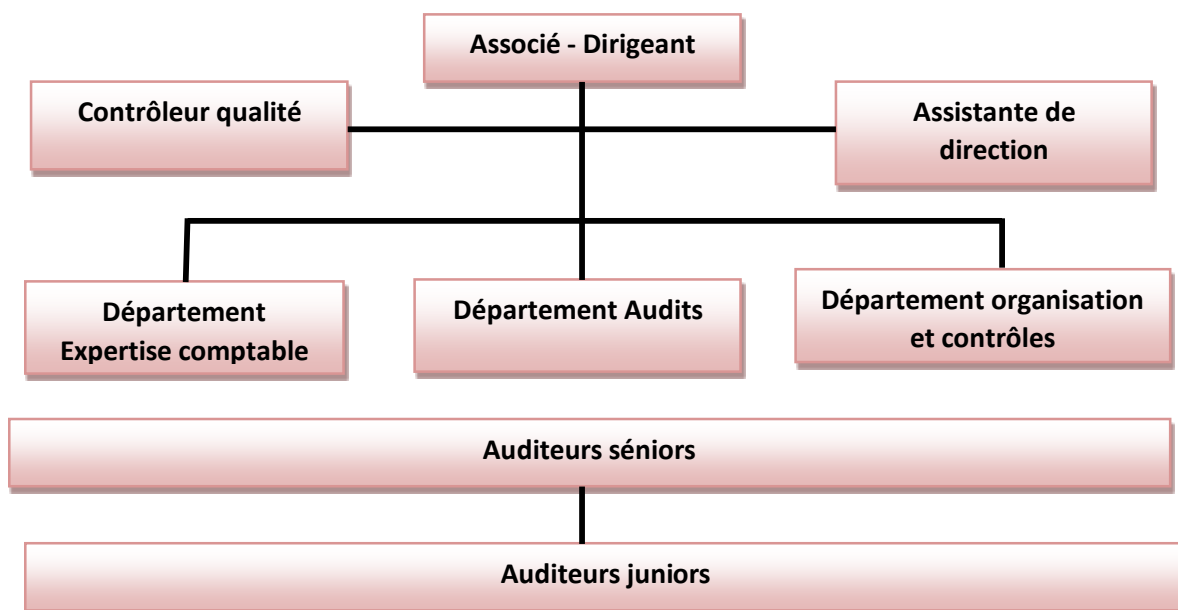 Associé - Dirigeant
Contrôleur qualité
Assistante de
direction
Département
Expertise comptable
Département Audits
Département organisation
et contrôles
Auditeurs séniors
Auditeurs juniors